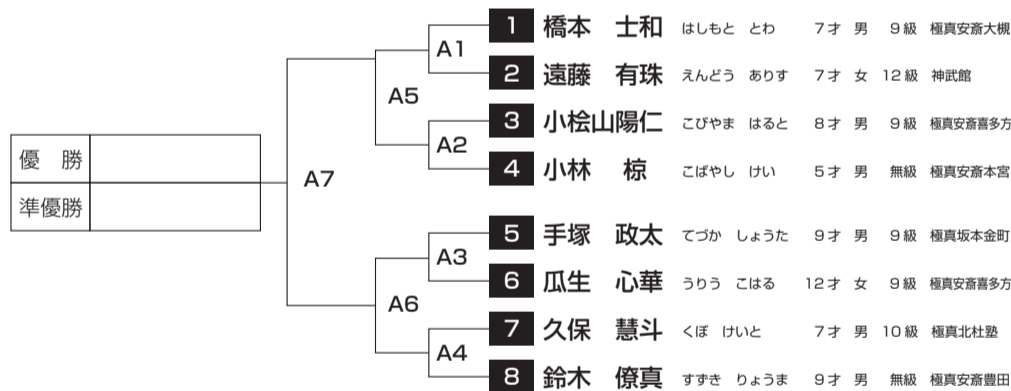 1 橋本 士和 はしもと とわ 7才 男 9級 極真安斎大槻
A1
2 遠藤 有珠 えんどう ありす 7才 女 12級 神武館
A5
3 小桧山陽仁 こびやま はると 8才 男 9級 極真安斎喜多方
A2
4 小林 椋 こばやし けい 5才 男 無級 極真安斎本宮
優勝
A7
準優勝
5 手塚 政太 てづか しょうた 9才 男 9級 極真坂本金町
A3
6 瓜生 心華 うりう こはる 12才 女 9級 極真安斎喜多方
A6
7 久保 慧斗 くぼ けいと 7才 男 10級 極真北杜塾
A4
8 鈴木 僚真 すずき りょうま 9才 男 無級 極真安斎豊田